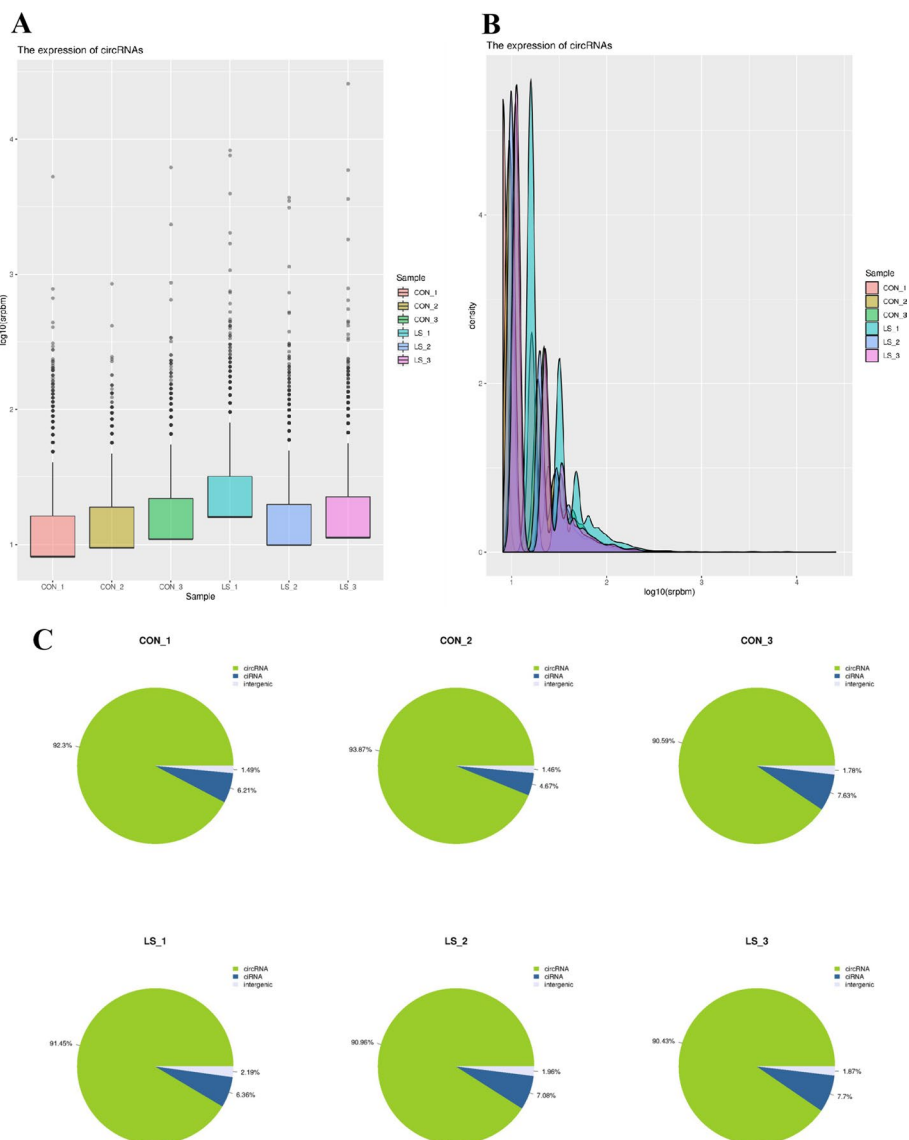 A
The expression of circRNAs
4
3
2
1
log10(srpbm)
CON_1
CON_2
CON_3
LS_1
LS_2
LS_3
Sample
Sample
CON_1
CON_2
CON_3
LS_1
LS_2
LS_3
B
The expression of circRNAs
4
2
0
density
1
2
3
4
log10(srpbm)
Sample
CON_1
CON_2
CON_3
LS_1
LS_2
LS_3
C
CON_1
circRNA
ciRNA
intergenic
92.3%
1.49%
6.21%
CON_2
circRNA
ciRNA
intergenic
93.87%
1.46%
4.67%
CON_3
circRNA
ciRNA
intergenic
90.59%
1.78%
7.63%
LS_1
circRNA
ciRNA
intergenic
91.45%
2.19%
6.36%
LS_2
circRNA
ciRNA
intergenic
90.96%
1.96%
7.08%
LS_3
circRNA
ciRNA
intergenic
90.43%
1.87%
7.7%